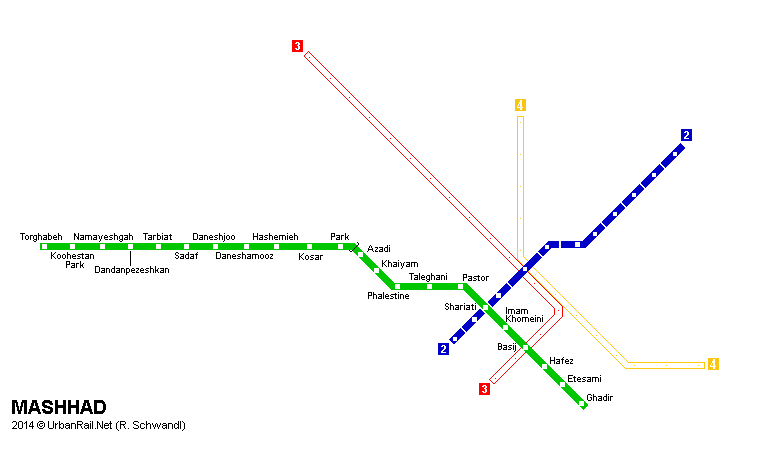 3
4
2
Torghabeh
Namayeshgah
Tarbiat
Daneshjoo
Hashemieh
Park
Koohestan
Park
Dandanpezeshkan
Sadaf
Daneshamooz
Kosar
Azadi
Khaiyam
Taleghani
Pastor
Phalestine
Shariati
Imam
Khomeini
2
Basij
Hafez
4
Etesami
3
Ghadir
MASHHAD
2014 © UrbanRail.Net (R. Schwandl)